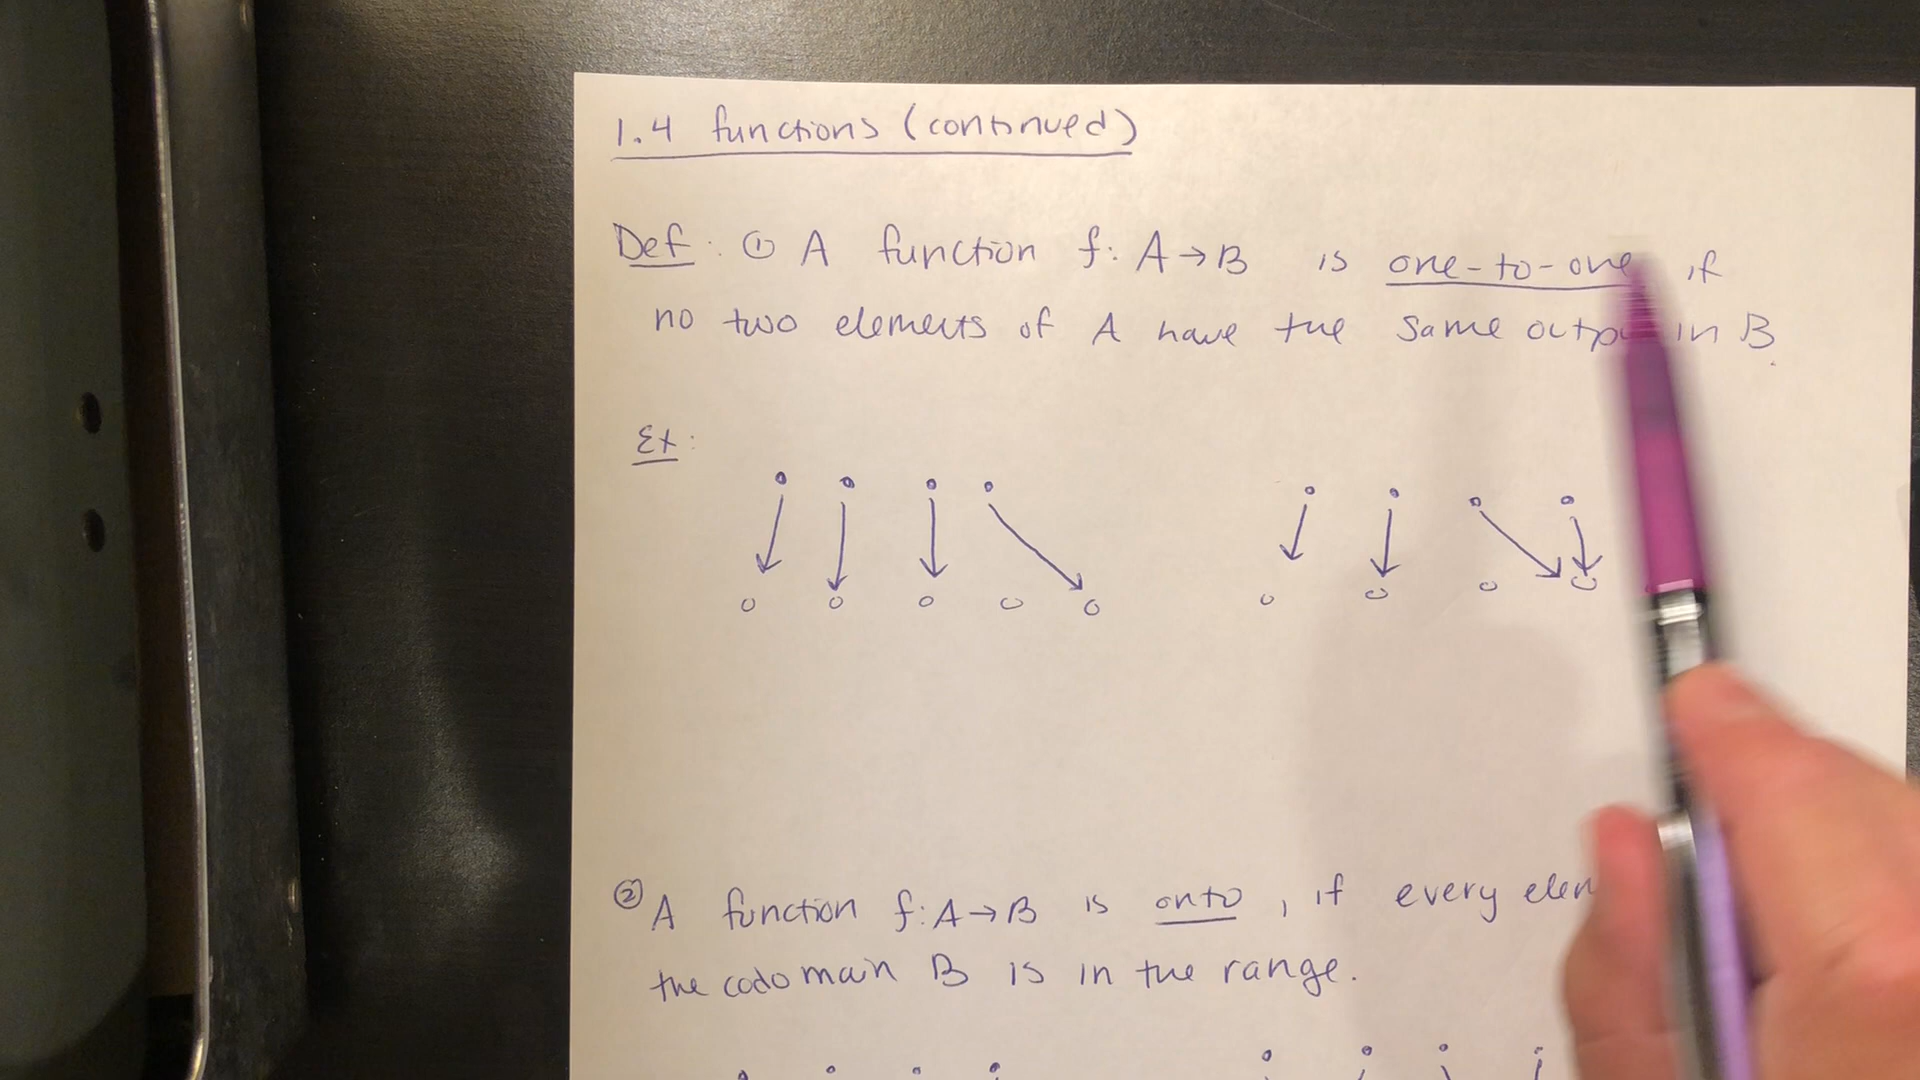 1.4 functions (continued)
Def: ① A function f: A→B is one-to-one if
no two elements of A have the same in B.
Ex:
② A function f: A→B is onto, if every
the codomain B is in the range.